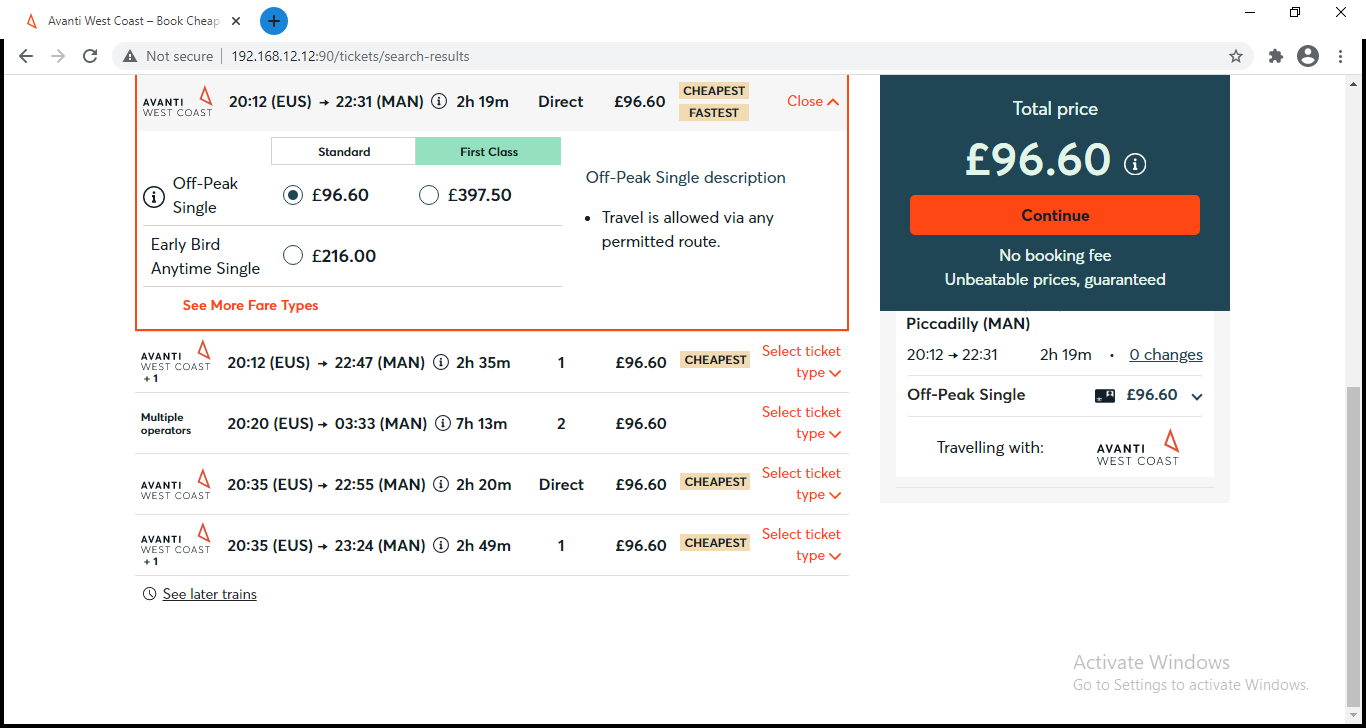 Avanti West Coast – Book Cheap
Not secure 192.168.12.12:90/tickets/search-results
AVANTI
WEST COAST
20:12 (EUS) → 22:31 (MAN) 2h 19m Direct £96.60
CHEAPEST
FASTEST
Close
Standard First Class
Off-Peak
Single
£96.60 £397.50
Early Bird
Anytime Single
£216.00
See More Fare Types
Off-Peak Single description
• Travel is allowed via any
permitted route.
AVANTI
WEST COAST
+ 1
20:12 (EUS) → 22:47 (MAN) 2h 35m 1 £96.60 CHEAPEST
Select ticket
type
Multiple
operators
20:20 (EUS) → 03:33 (MAN) 7h 13m 2 £96.60
Select ticket
type
AVANTI
WEST COAST
20:35 (EUS) → 22:55 (MAN) 2h 20m Direct £96.60 CHEAPEST
Select ticket
type
AVANTI
WEST COAST
+ 1
20:35 (EUS) → 23:24 (MAN) 2h 49m 1 £96.60 CHEAPEST
Select ticket
type
See later trains
Total price
£96.60
Continue
No booking fee
Unbeatable prices, guaranteed
Piccadilly (MAN)
20:12 → 22:31 2h 19m • 0 changes
Off-Peak Single £96.60
Travelling with: AVANTI
WEST COAST
Activate Windows
Go to Settings to activate Windows.